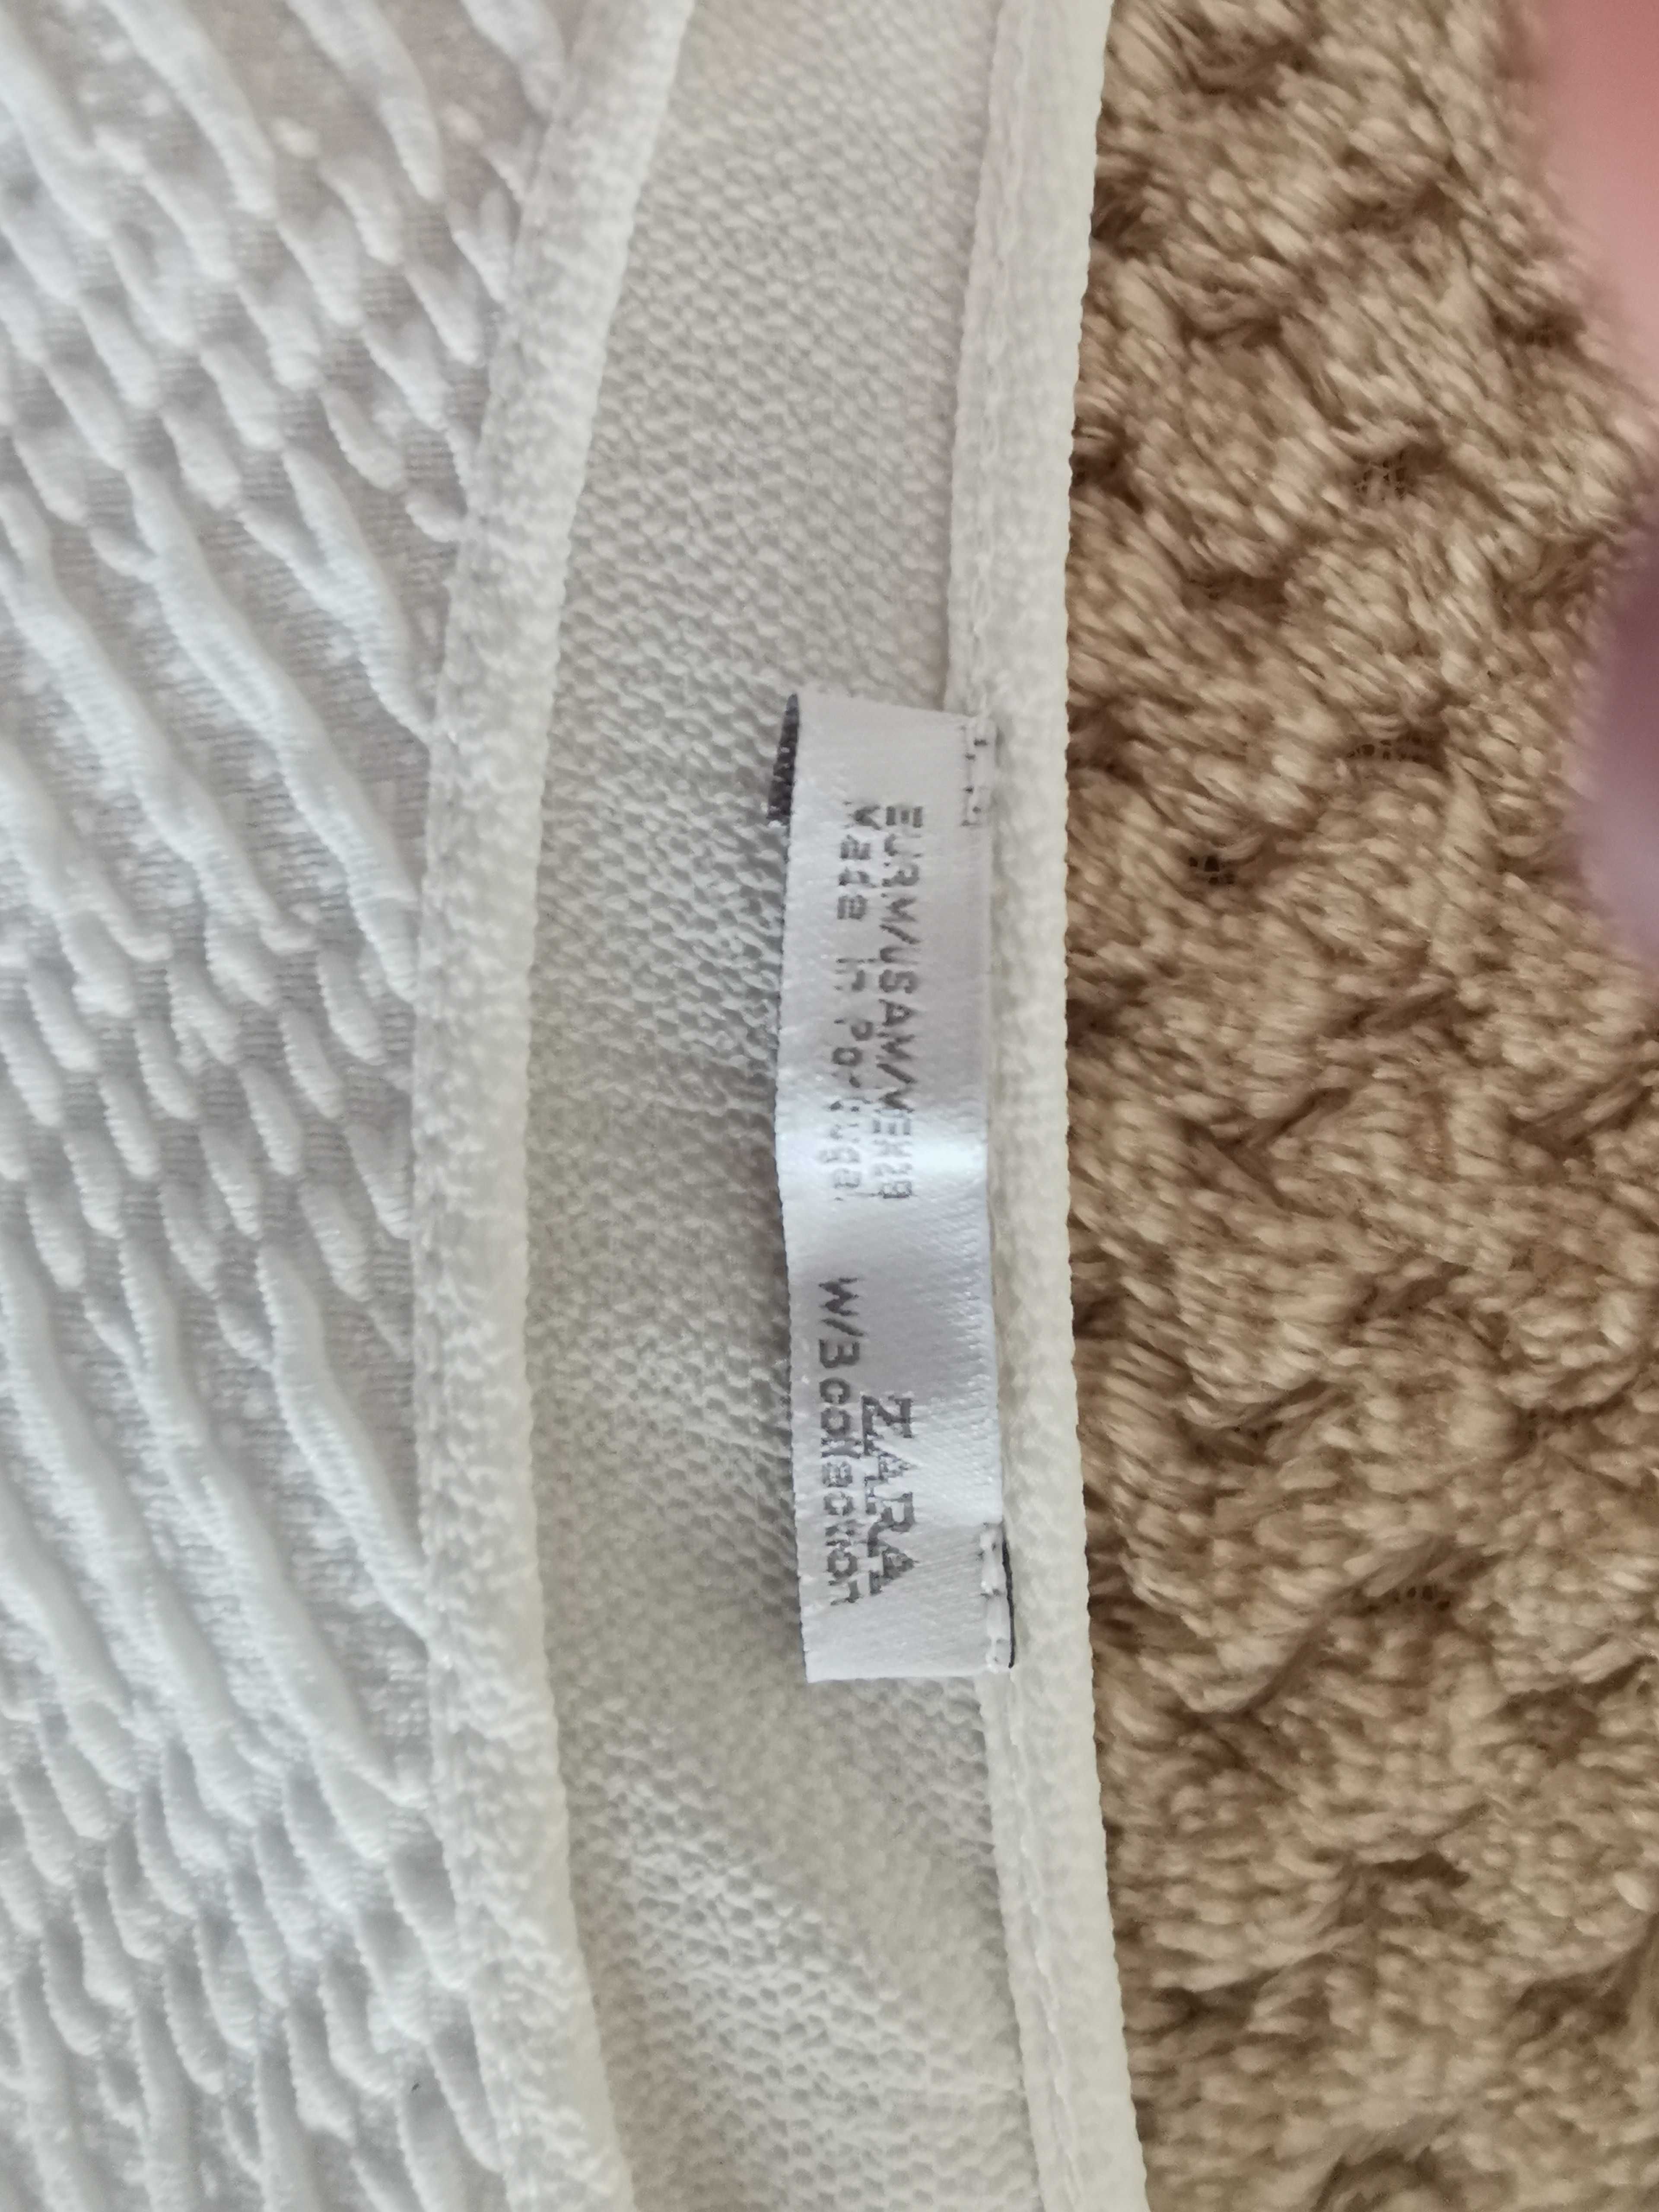 ZARA
W/B collection
EUR M/USA M/MEX 28
Made in Portugal